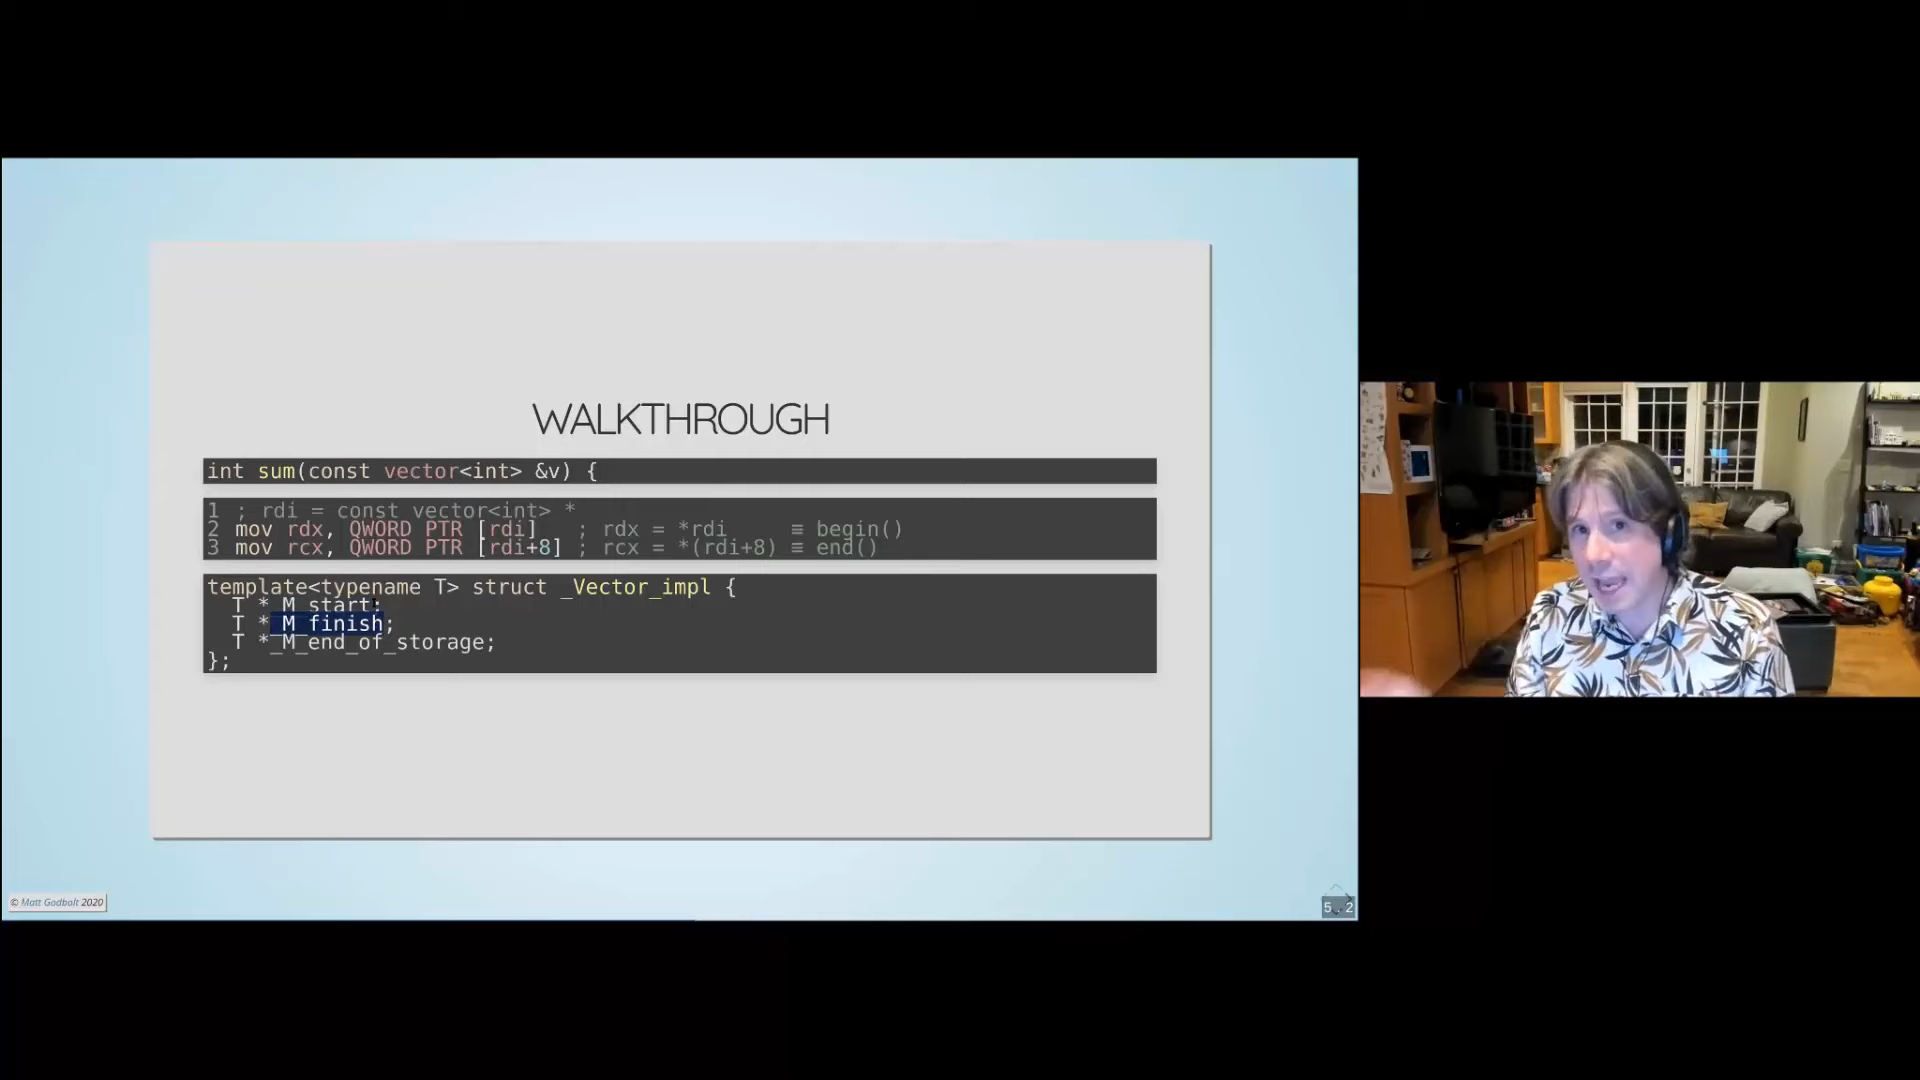 WALKTHROUGH
int sum(const vector<int> &v) {
1 ; rdi = const vector<int> *
2 mov rdx, QWORD PTR [rdi]   ; rdx = *rdi     ≡ begin()
3 mov rcx, QWORD PTR [rdi+8] ; rcx = *(rdi+8) ≡ end()
template<typename T> struct _Vector_impl {
  T *_M_start;
  T *_M_finish;
  T *_M_end_of_storage;
};
© Matt Godbolt 2020
5 . 2